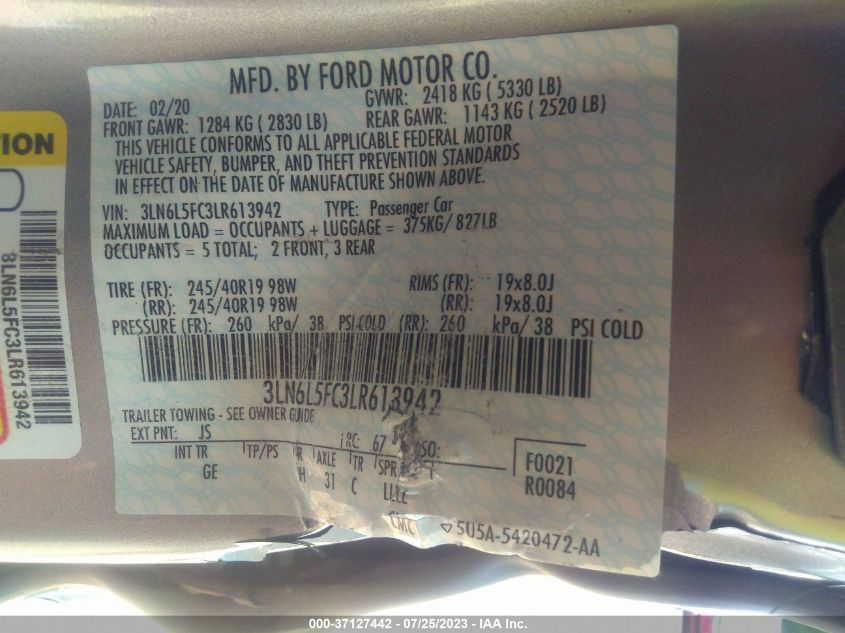 MFD. BY FORD MOTOR CO.
DATE: 02/20 GVWR: 2418 KG ( 5330 LB)
FRONT GAWR: 1284 KG ( 2830 LB) REAR GAWR: 1143 KG ( 2520 LB)
THIS VEHICLE CONFORMS TO ALL APPLICABLE FEDERAL MOTOR
VEHICLE SAFETY, BUMPER, AND THEFT PREVENTION STANDARDS
IN EFFECT ON THE DATE OF MANUFACTURE SHOWN ABOVE.
VIN: 3LN6L5FC3LR613942 TYPE: Passenger Car
MAXIMUM LOAD = OCCUPANTS + LUGGAGE = 375KG/ 827LB
OCCUPANTS = 5 TOTAL; 2 FRONT, 3 REAR
TIRE (FR): 245/40R19 98W RIMS (FR): 19x8.0J
(RR): 245/40R19 98W (RR): 19x8.0J
PRESSURE (FR): 260 kPa/ 38 PSI COLD (RR): 260 kPa/ 38 PSI COLD
3LN6L5FC3LR613942
TRAILER TOWING - SEE OWNER GUIDE
EXT PNT: JS RC: 67 DSO:
INT TR TP/PS R AXLE TR SPR T F0021
GE H 31 C LLLL R0084
5U5A-5420472-AA
TION
3LN6L5FC3LR613942
000-37127442 - 07/25/2023 - IAA Inc.